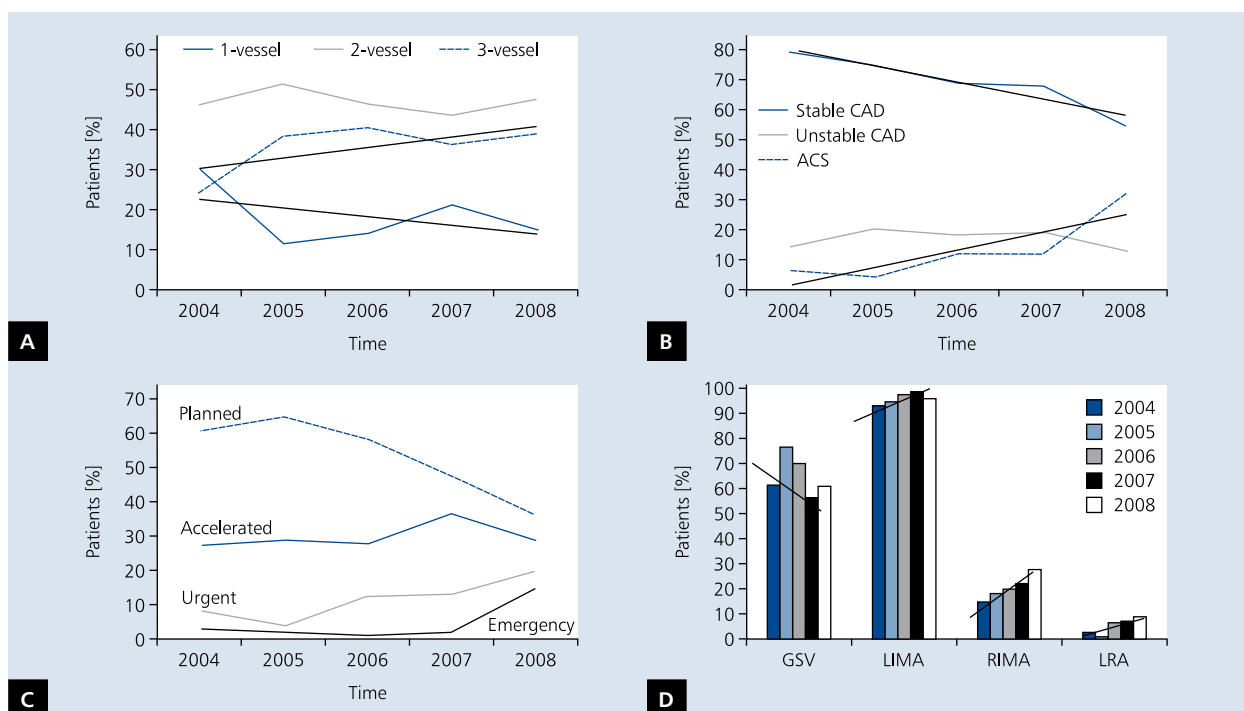 1-vessel 2-vessel 3-vessel
60
50
40
30
20
10
0
Patients [%]
2004 2005 2006 2007 2008
Time
A
80
70
60
50
40
30
20
10
0
Patients [%]
Stable CAD
Unstable CAD
ACS
2004 2005 2006 2007 2008
Time
B
70
60
50
40
30
20
10
0
Patients [%]
Planned
Accelerated
Urgent
Emergency
2004 2005 2006 2007 2008
Time
C
100
90
80
70
60
50
40
30
20
10
0
Patients [%]
2004
2005
2006
2007
2008
GSV LIMA RIMA LRA
D